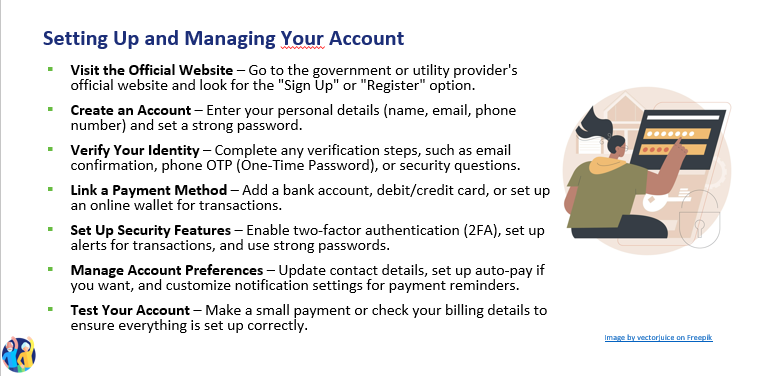 Setting Up and Managing Your Account
▪ Visit the Official Website – Go to the government or utility provider's
official website and look for the "Sign Up" or "Register" option.
▪ Create an Account – Enter your personal details (name, email, phone
number) and set a strong password.
▪ Verify Your Identity – Complete any verification steps, such as email
confirmation, phone OTP (One-Time Password), or security questions.
▪ Link a Payment Method – Add a bank account, debit/credit card, or set up
an online wallet for transactions.
▪ Set Up Security Features – Enable two-factor authentication (2FA), set up
alerts for transactions, and use strong passwords.
▪ Manage Account Preferences – Update contact details, set up auto-pay if
you want, and customize notification settings for payment reminders.
▪ Test Your Account – Make a small payment or check your billing details to
ensure everything is set up correctly.
Image by vectorjuice on Freepik